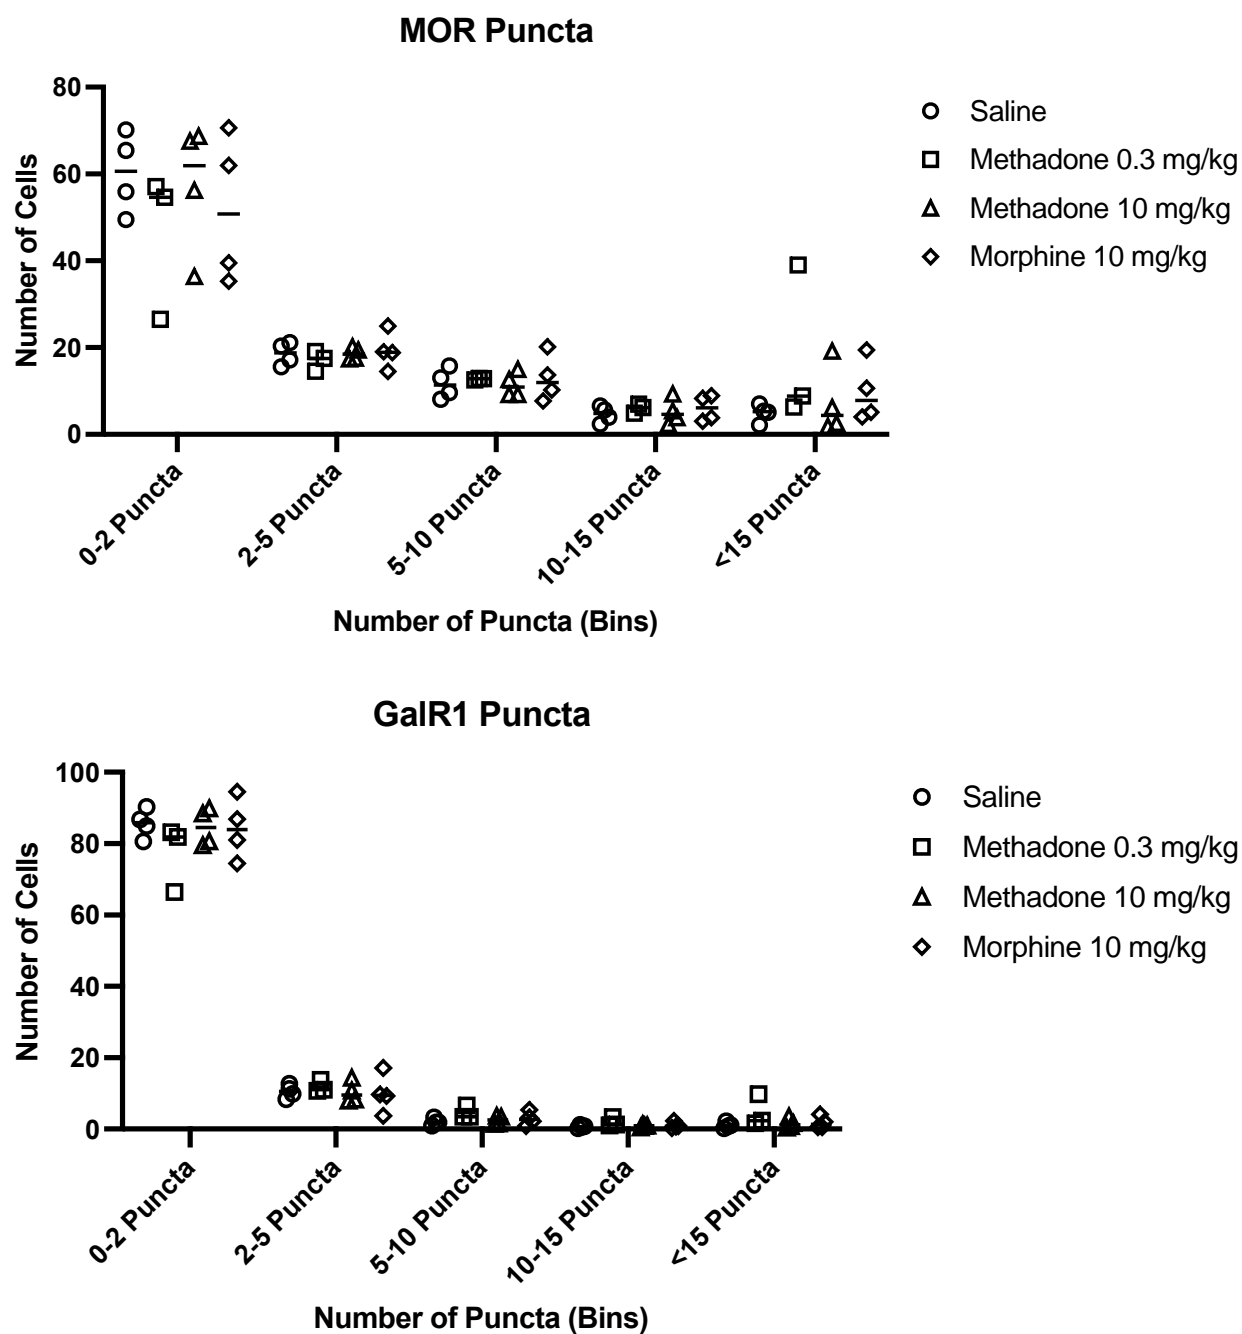 MOR Puncta
80
60
40
20
0
Number of Cells
0-2 Puncta
2-5 Puncta
5-10 Puncta
10-15 Puncta
<15 Puncta
Number of Puncta (Bins)
Saline
Methadone 0.3 mg/kg
Methadone 10 mg/kg
Morphine 10 mg/kg
GalR1 Puncta
100
80
60
40
20
0
Number of Cells
0-2 Puncta
2-5 Puncta
5-10 Puncta
10-15 Puncta
<15 Puncta
Number of Puncta (Bins)
Saline
Methadone 0.3 mg/kg
Methadone 10 mg/kg
Morphine 10 mg/kg